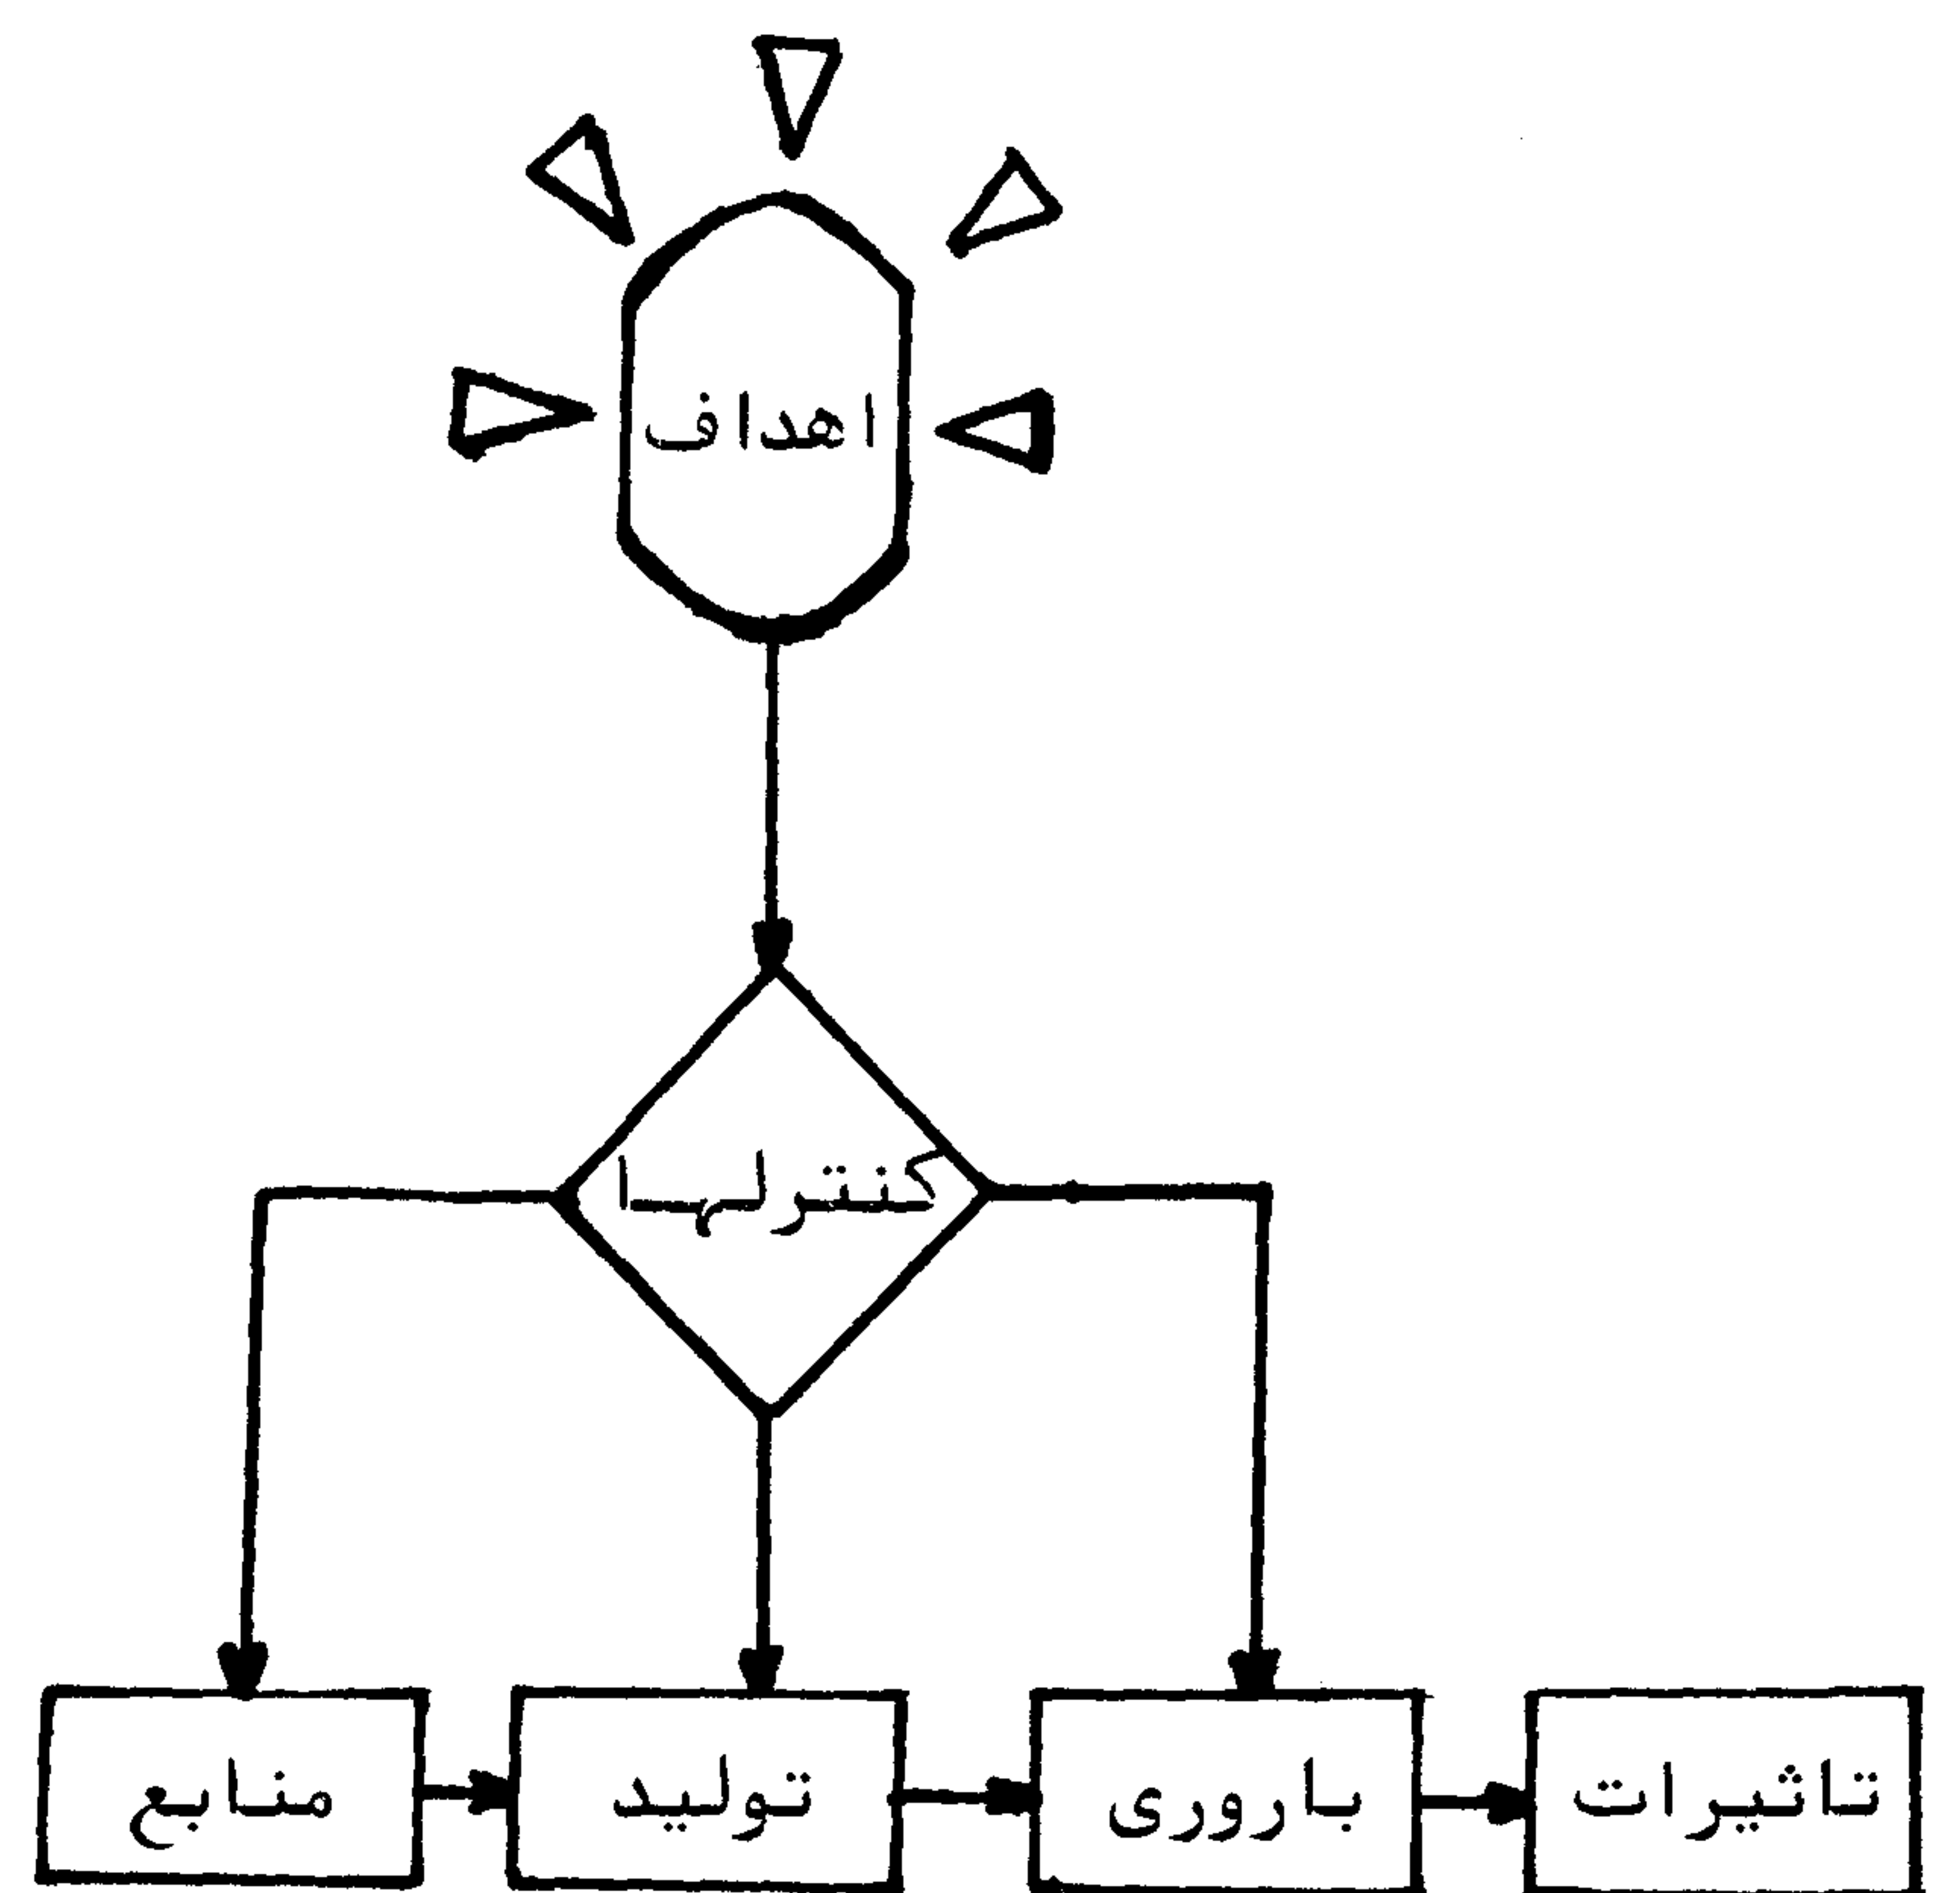 اهداف
کنترلها
منابع
تولید
باروری
تاثیرات